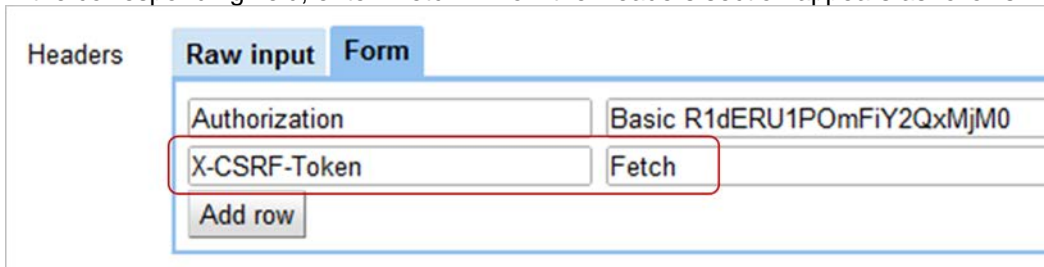 Headers Raw input Form
Authorization Basic R1dERU1POmFiY2QxMjM0
X-CSRF-Token Fetch
Add row